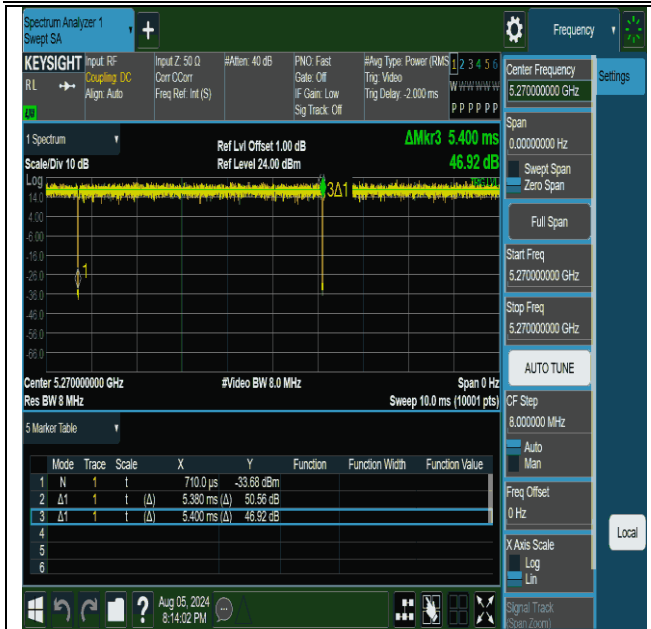 Spectrum Analyzer 1
Swept SA
+
Frequency
KEYSIGHT Input: RF Input Z: 50 Ω #Atten: 40 dB PNO: Fast #Avg Type: Power (RMS 1 2 3 4 5 6
RL Coupling: DC Corr CCorr Gate: Off Trig: Video W W W W W W
Align: Auto Freq Ref: Int (S) IF Gain: Low Trig Delay: -2.000 ms
Sig Track: Off P P P P P P
1 Spectrum
Scale/Div 10 dB
Ref Lvl Offset 1.00 dB
Ref Level 24.00 dBm
ΔMkr3 5.400 ms
46.92 dB
Log
14.0
4.00
-6.00
-16.0
-26.0
-36.0
-46.0
-56.0
-66.0
3Δ1
1
Center 5.270000000 GHz #Video BW 8.0 MHz Span 0 Hz
Res BW 8 MHz Sweep 10.0 ms (10001 pts)
5 Marker Table
Mode Trace Scale X Y Function Function Width Function Value
1 N 1 t 710.0 µs -33.68 dBm
2 Δ1 1 t (Δ) 5.380 ms (Δ) 50.56 dB
3 Δ1 1 t (Δ) 5.400 ms (Δ) 46.92 dB
4
5
6
?
Aug 05, 2024
8:14:02 PM
Center Frequency
5.270000000 GHz
Settings
Span
0.00000000 Hz
Swept Span
Zero Span
Full Span
Start Freq
5.270000000 GHz
Stop Freq
5.270000000 GHz
AUTO TUNE
CF Step
8.000000 MHz
Auto
Man
Freq Offset
0 Hz
X Axis Scale
Log
Lin
Local
Signal Track
(Span Zoom)